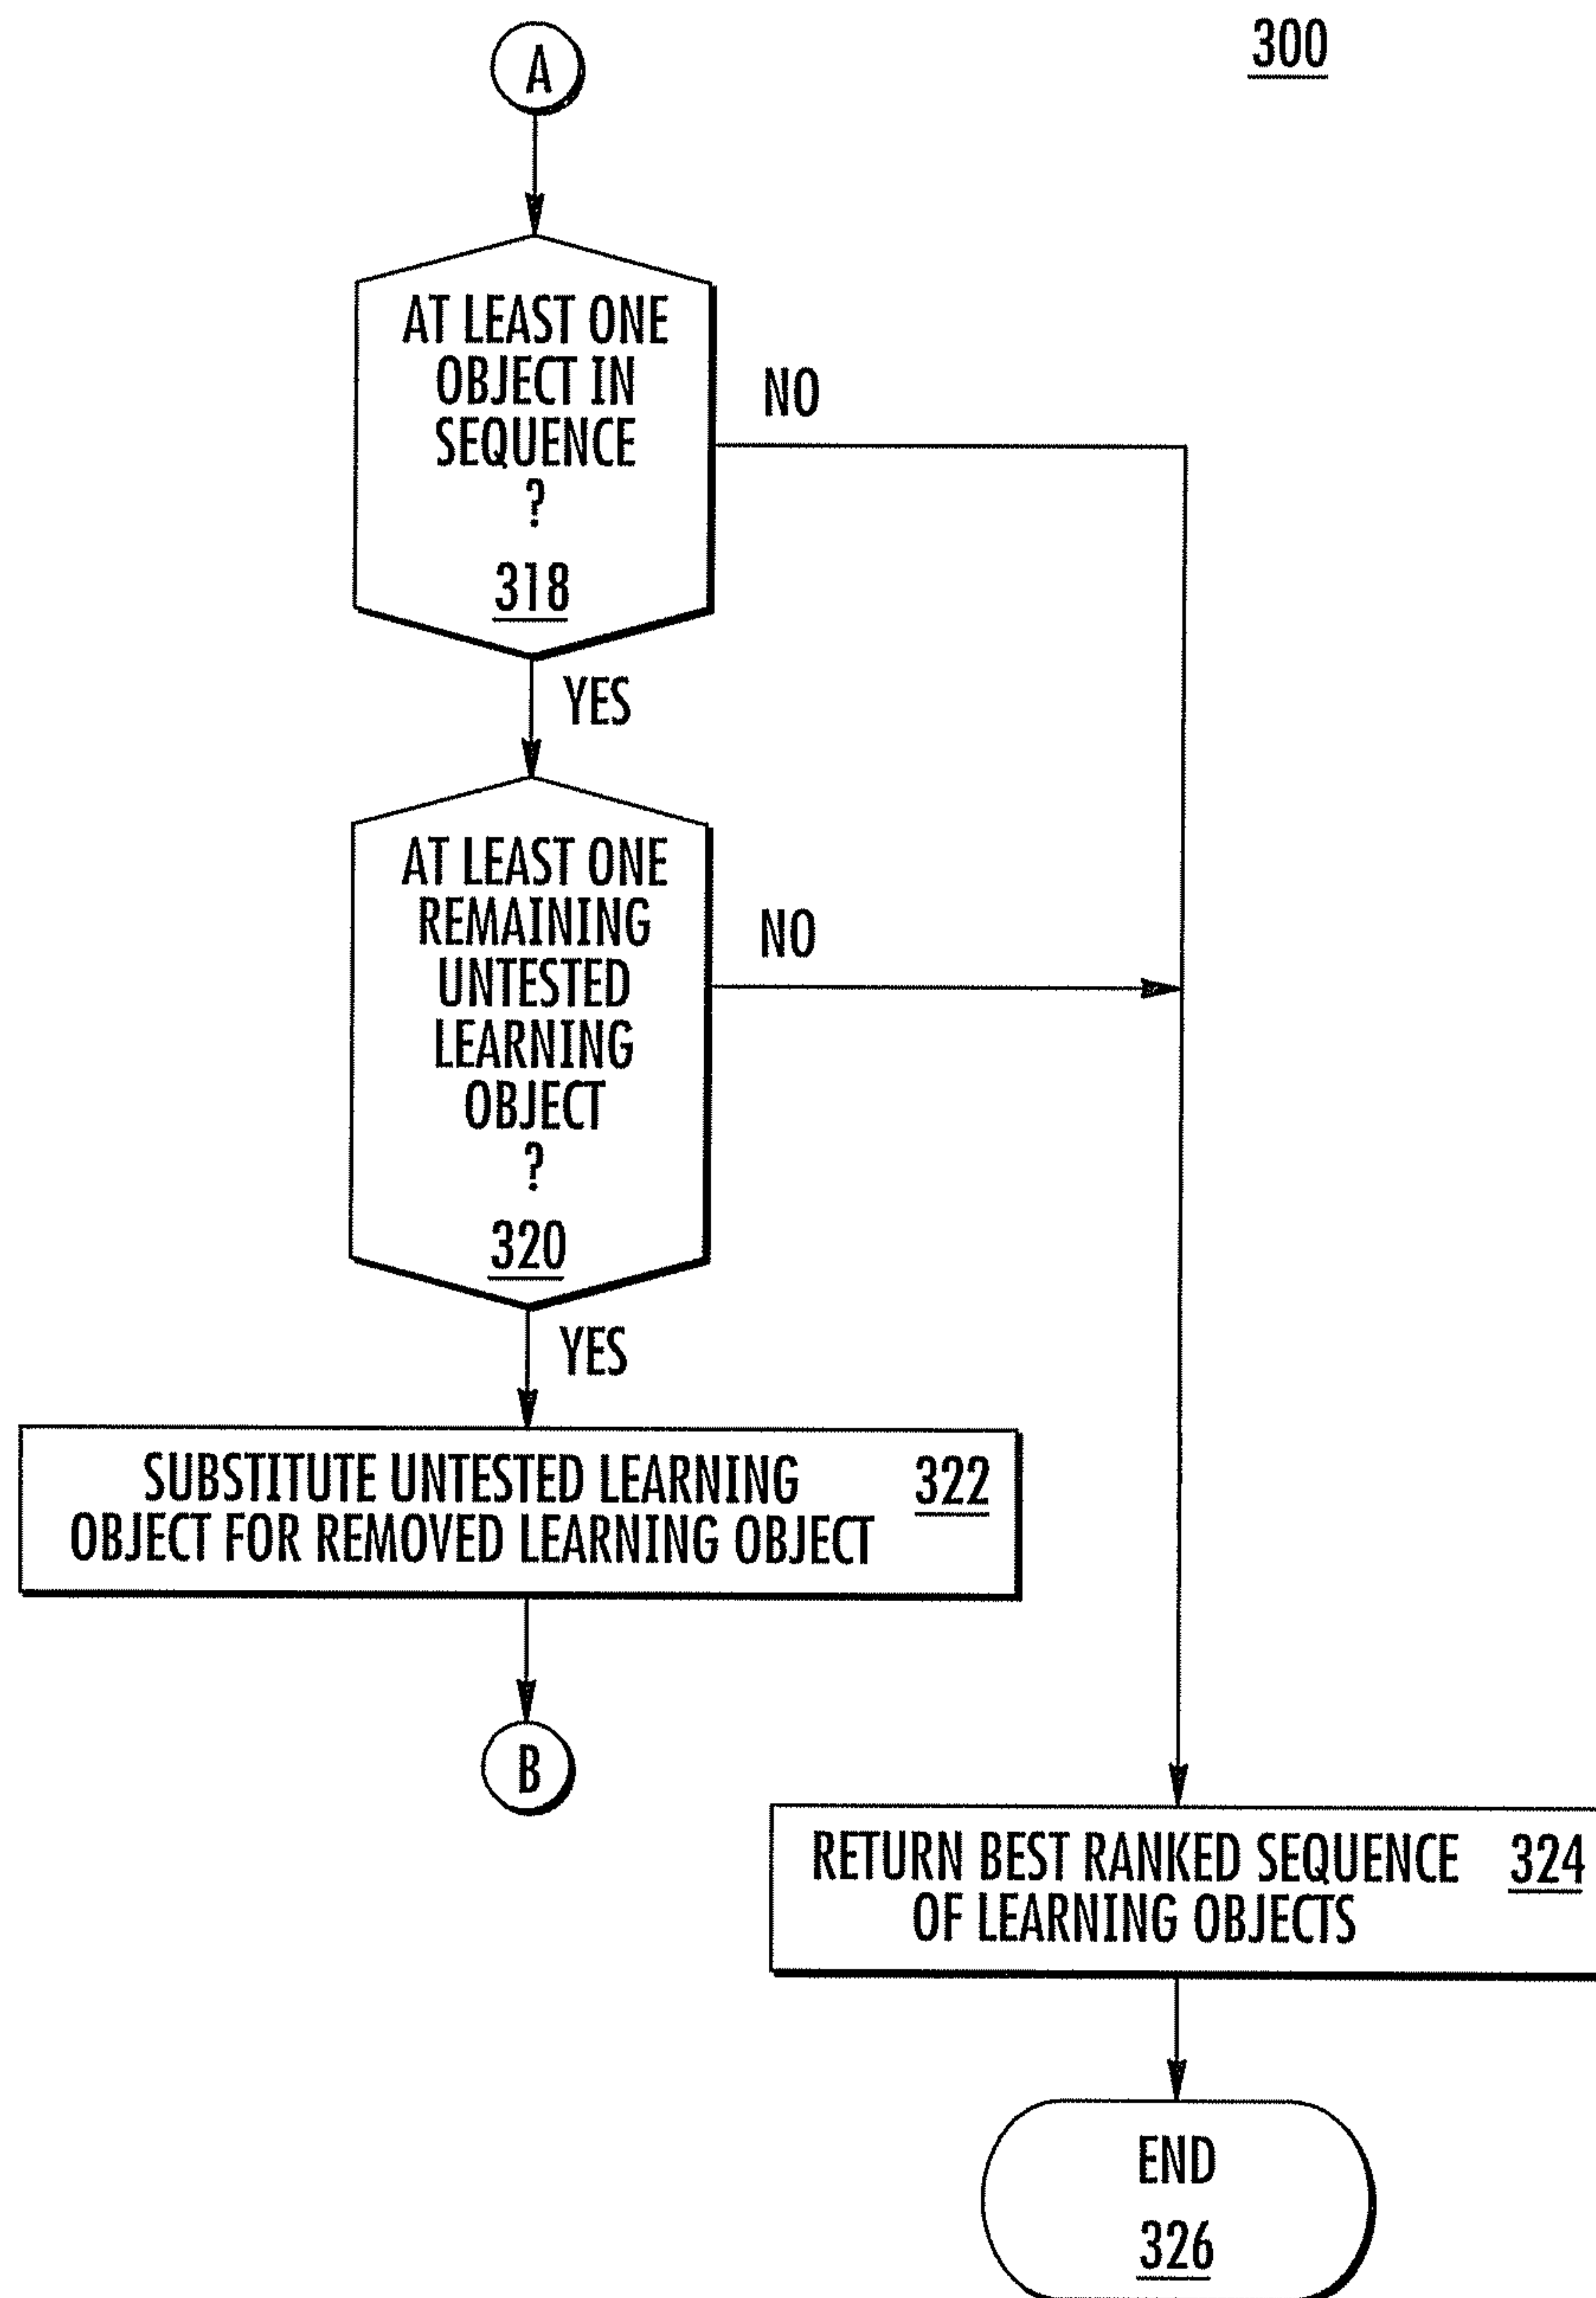 A
300
AT LEAST ONE
OBJECT IN
SEQUENCE
?
318
NO
YES
AT LEAST ONE
REMAINING
UNTESTED
LEARNING
OBJECT
?
320
NO
YES
SUBSTITUTE UNTESTED LEARNING 322
OBJECT FOR REMOVED LEARNING OBJECT
B
RETURN BEST RANKED SEQUENCE 324
OF LEARNING OBJECTS
END
326